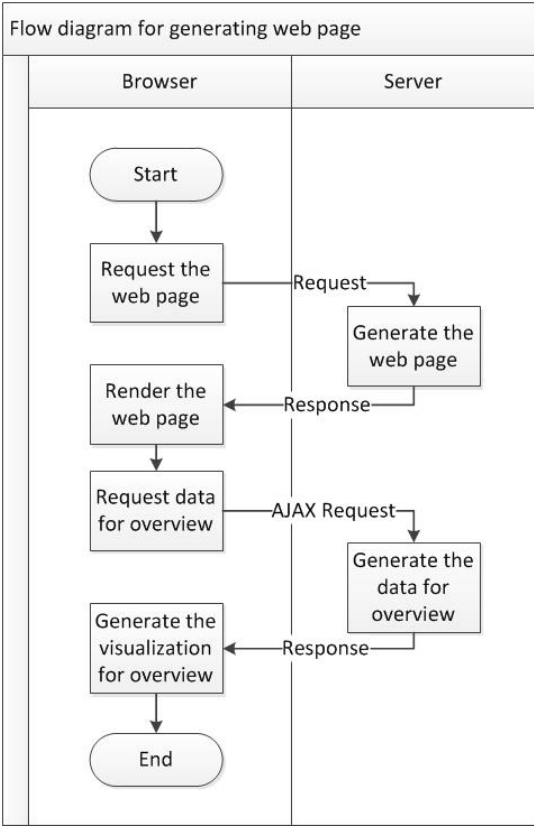 Flow diagram for generating web page
Browser
Server
Start
Request the
web page
Request
Generate the
web page
Response
Render the
web page
Request data
for overview
AJAX Request
Generate the
data for
overview
Response
Generate the
visualization
for overview
End